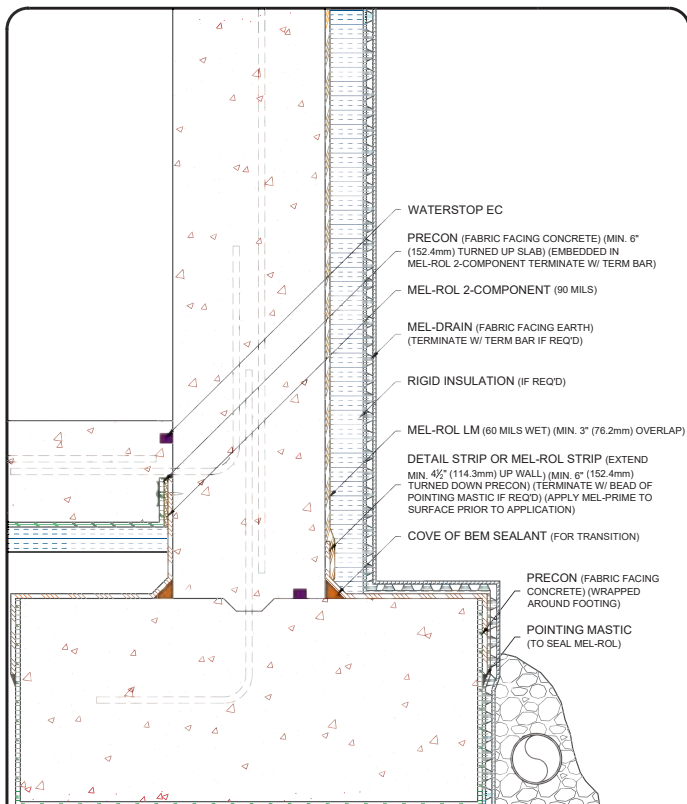 WATERSTOP EC
PRECON (FABRIC FACING CONCRETE) (MIN. 6"
(152.4mm) TURNED UP SLAB) (EMBEDDED IN
MEL-ROL 2-COMPONENT TERMINATE W/ TERM BAR)
MEL-ROL 2-COMPONENT (90 MILS)
MEL-DRAIN (FABRIC FACING EARTH)
(TERMINATE W/ TERM BAR IF REQ'D)
RIGID INSULATION (IF REQ'D)
MEL-ROL LM (60 MILS WET) (MIN. 3" (76.2mm) OVERLAP)
DETAIL STRIP OR MEL-ROL STRIP (EXTEND
MIN. 4½" (114.3mm) UP WALL) (MIN. 6" (152.4mm)
TURNED DOWN PRECON) (TERMINATE W/ BEAD OF
POINTING MASTIC IF REQ'D) (APPLY MEL-PRIME TO
SURFACE PRIOR TO APPLICATION)
COVE OF BEM SEALANT (FOR TRANSITION)
PRECON (FABRIC FACING
CONCRETE) (WRAPPED
AROUND FOOTING)
POINTING MASTIC
(TO SEAL MEL-ROL)